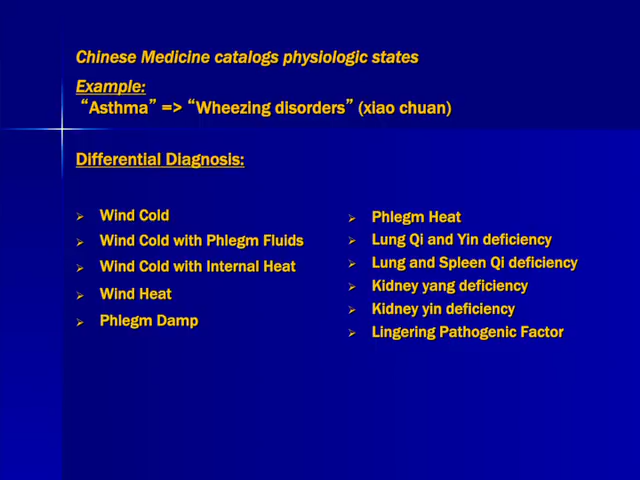 Chinese Medicine catalogs physiologic states
Example:
“Asthma” => “Wheezing disorders” (xiao chuan)
Differential Diagnosis:
Wind Cold
Wind Cold with Phlegm Fluids
Wind Cold with Internal Heat
Wind Heat
Phlegm Damp
Phlegm Heat
Lung Qi and Yin deficiency
Lung and Spleen Qi deficiency
Kidney yang deficiency
Kidney yin deficiency
Lingering Pathogenic Factor